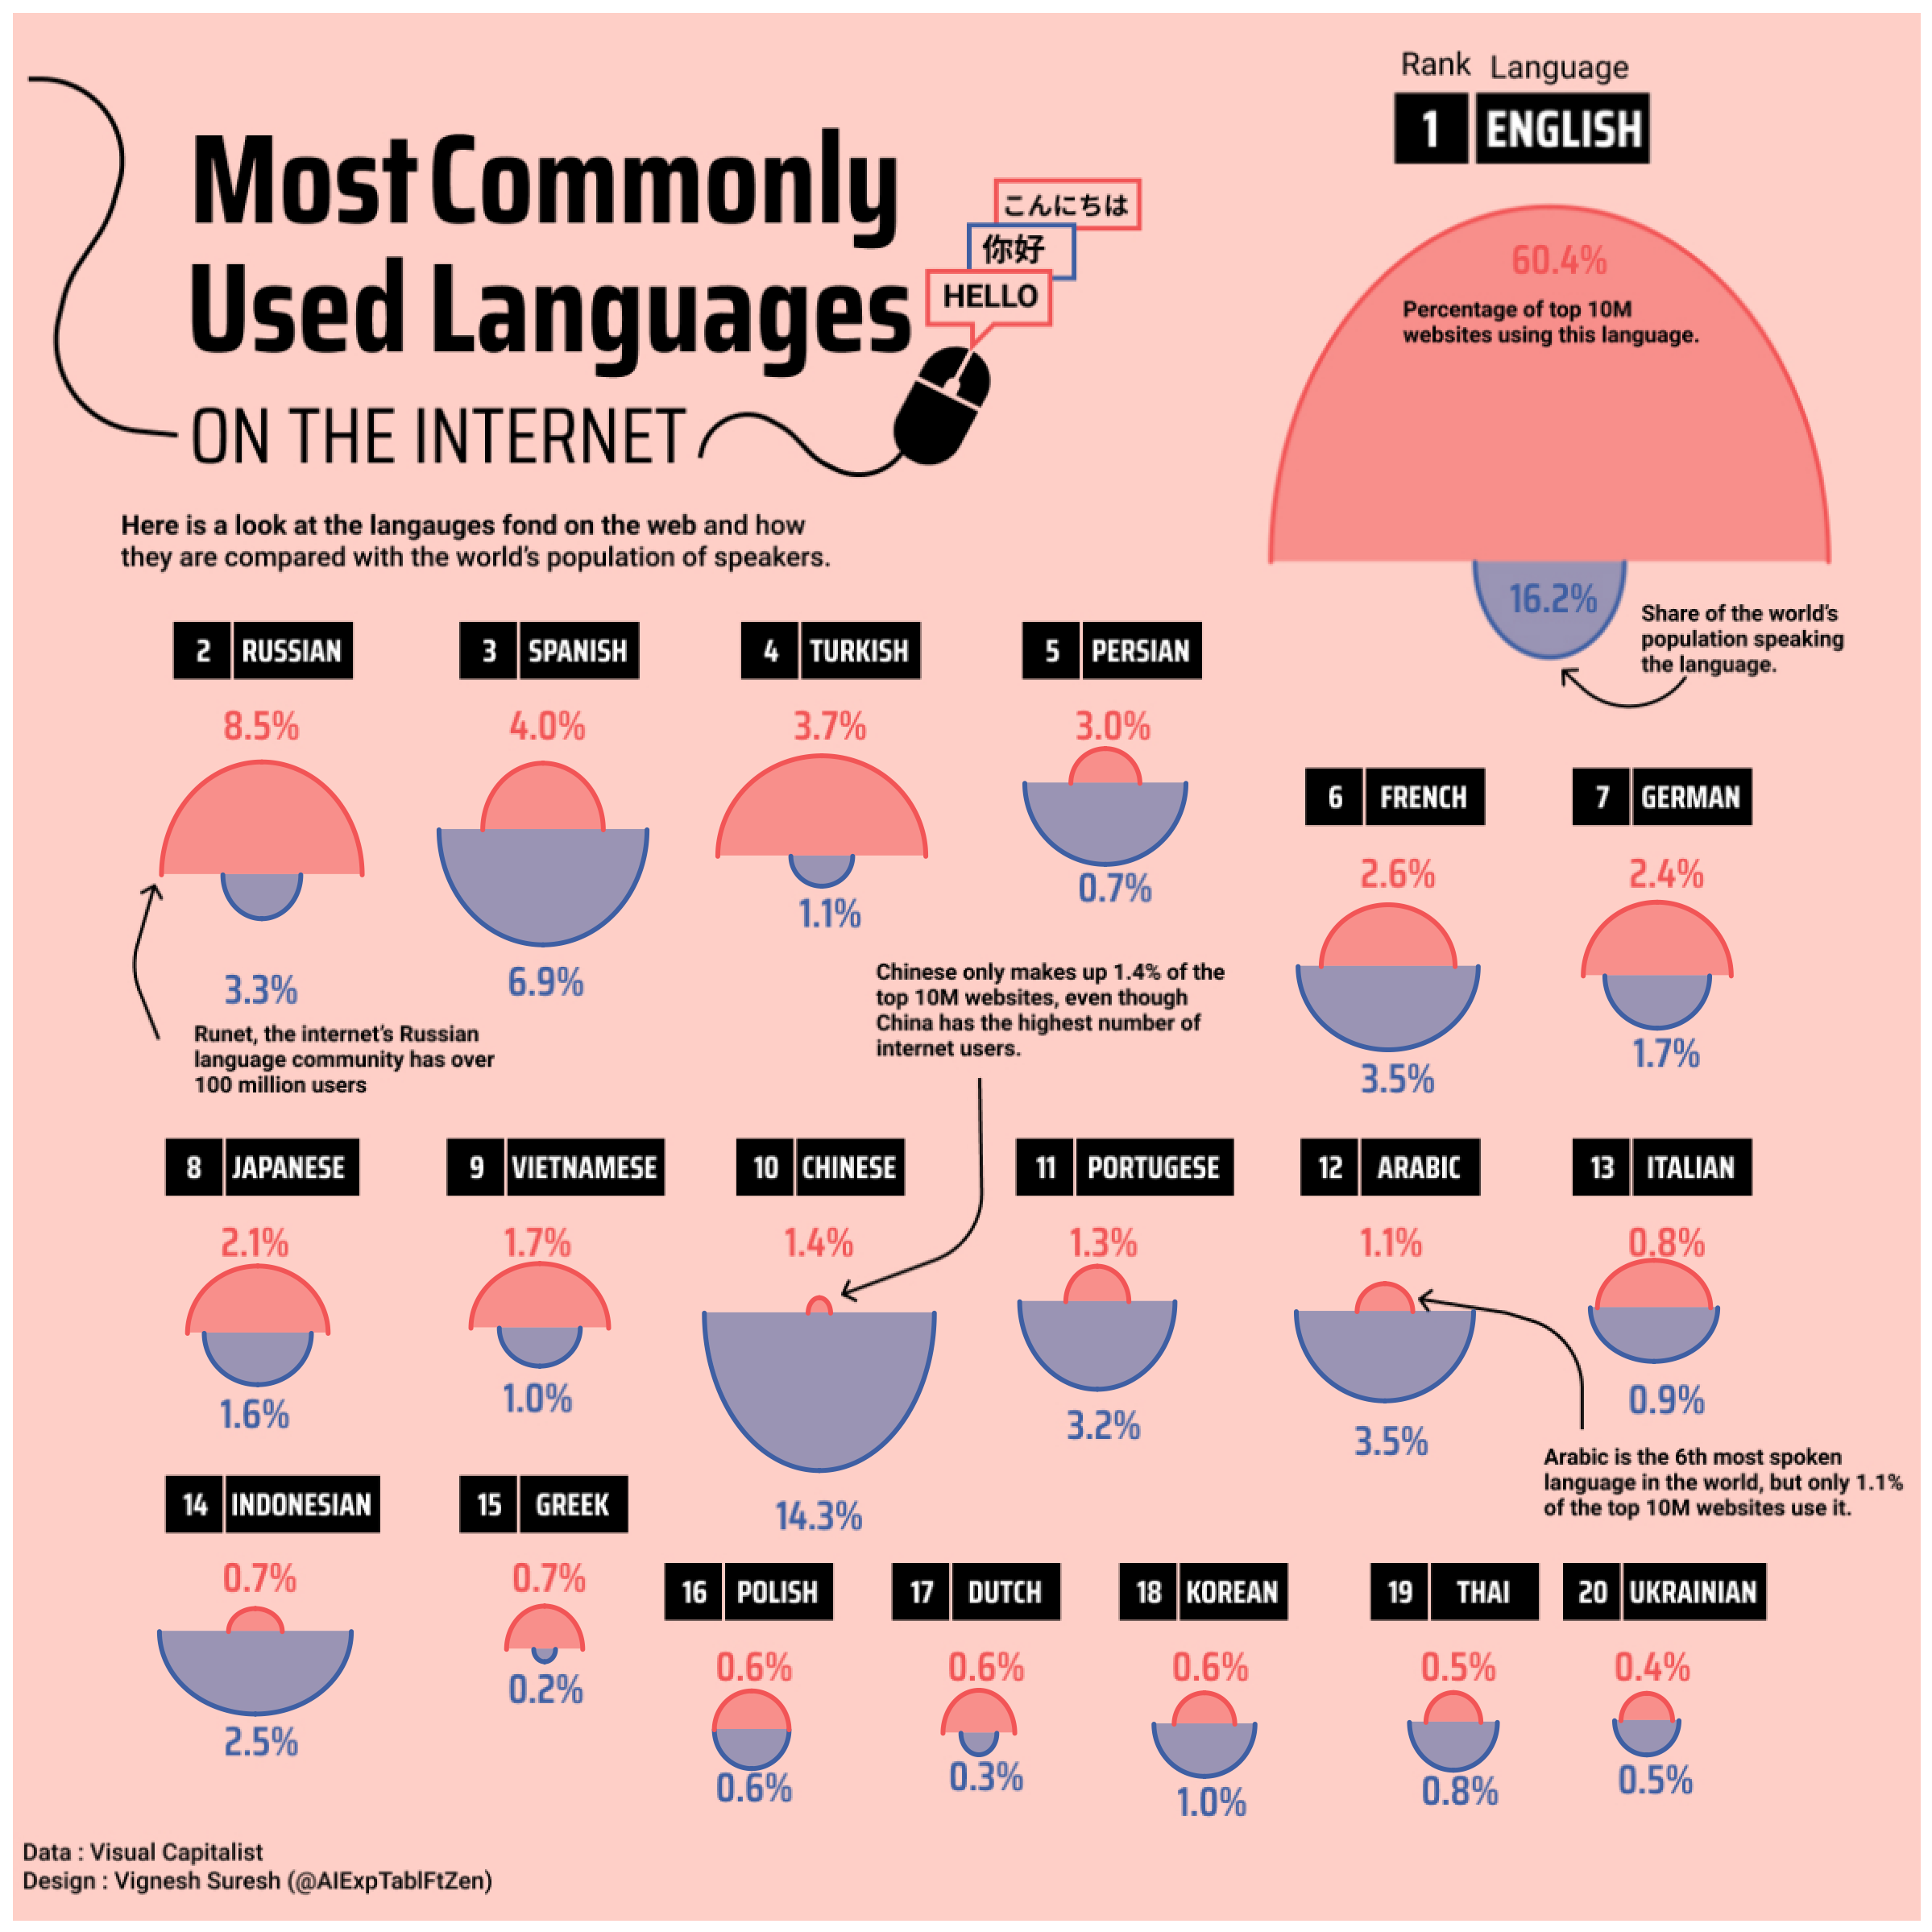 Most Commonly
Used Languages
ON THE INTERNET
こんにちは
你好
HELLO
Here is a look at the langauges fond on the web and how
they are compared with the world's population of speakers.
Rank Language
1 ENGLISH
60.4%
Percentage of top 10M
websites using this language.
16.2%
Share of the world's
population speaking
the language.
2 RUSSIAN
8.5%
3.3%
Runet, the internet's Russian
language community has over
100 million users
3 SPANISH
4.0%
6.9%
4 TURKISH
3.7%
1.1%
5 PERSIAN
3.0%
0.7%
6 FRENCH
2.6%
3.5%
7 GERMAN
2.4%
1.7%
Chinese only makes up 1.4% of the
top 10M websites, even though
China has the highest number of
internet users.
8 JAPANESE
2.1%
1.6%
9 VIETNAMESE
1.7%
1.0%
10 CHINESE
1.4%
14.3%
11 PORTUGESE
1.3%
3.2%
12 ARABIC
1.1%
3.5%
13 ITALIAN
0.8%
0.9%
Arabic is the 6th most spoken
language in the world, but only 1.1%
of the top 10M websites use it.
14 INDONESIAN
0.7%
2.5%
15 GREEK
0.7%
0.2%
16 POLISH
0.6%
0.6%
17 DUTCH
0.6%
0.3%
18 KOREAN
0.6%
1.0%
19 THAI
0.5%
0.8%
20 UKRAINIAN
0.4%
0.5%
Data : Visual Capitalist
Design : Vignesh Suresh (@AIExpTablFtZen)